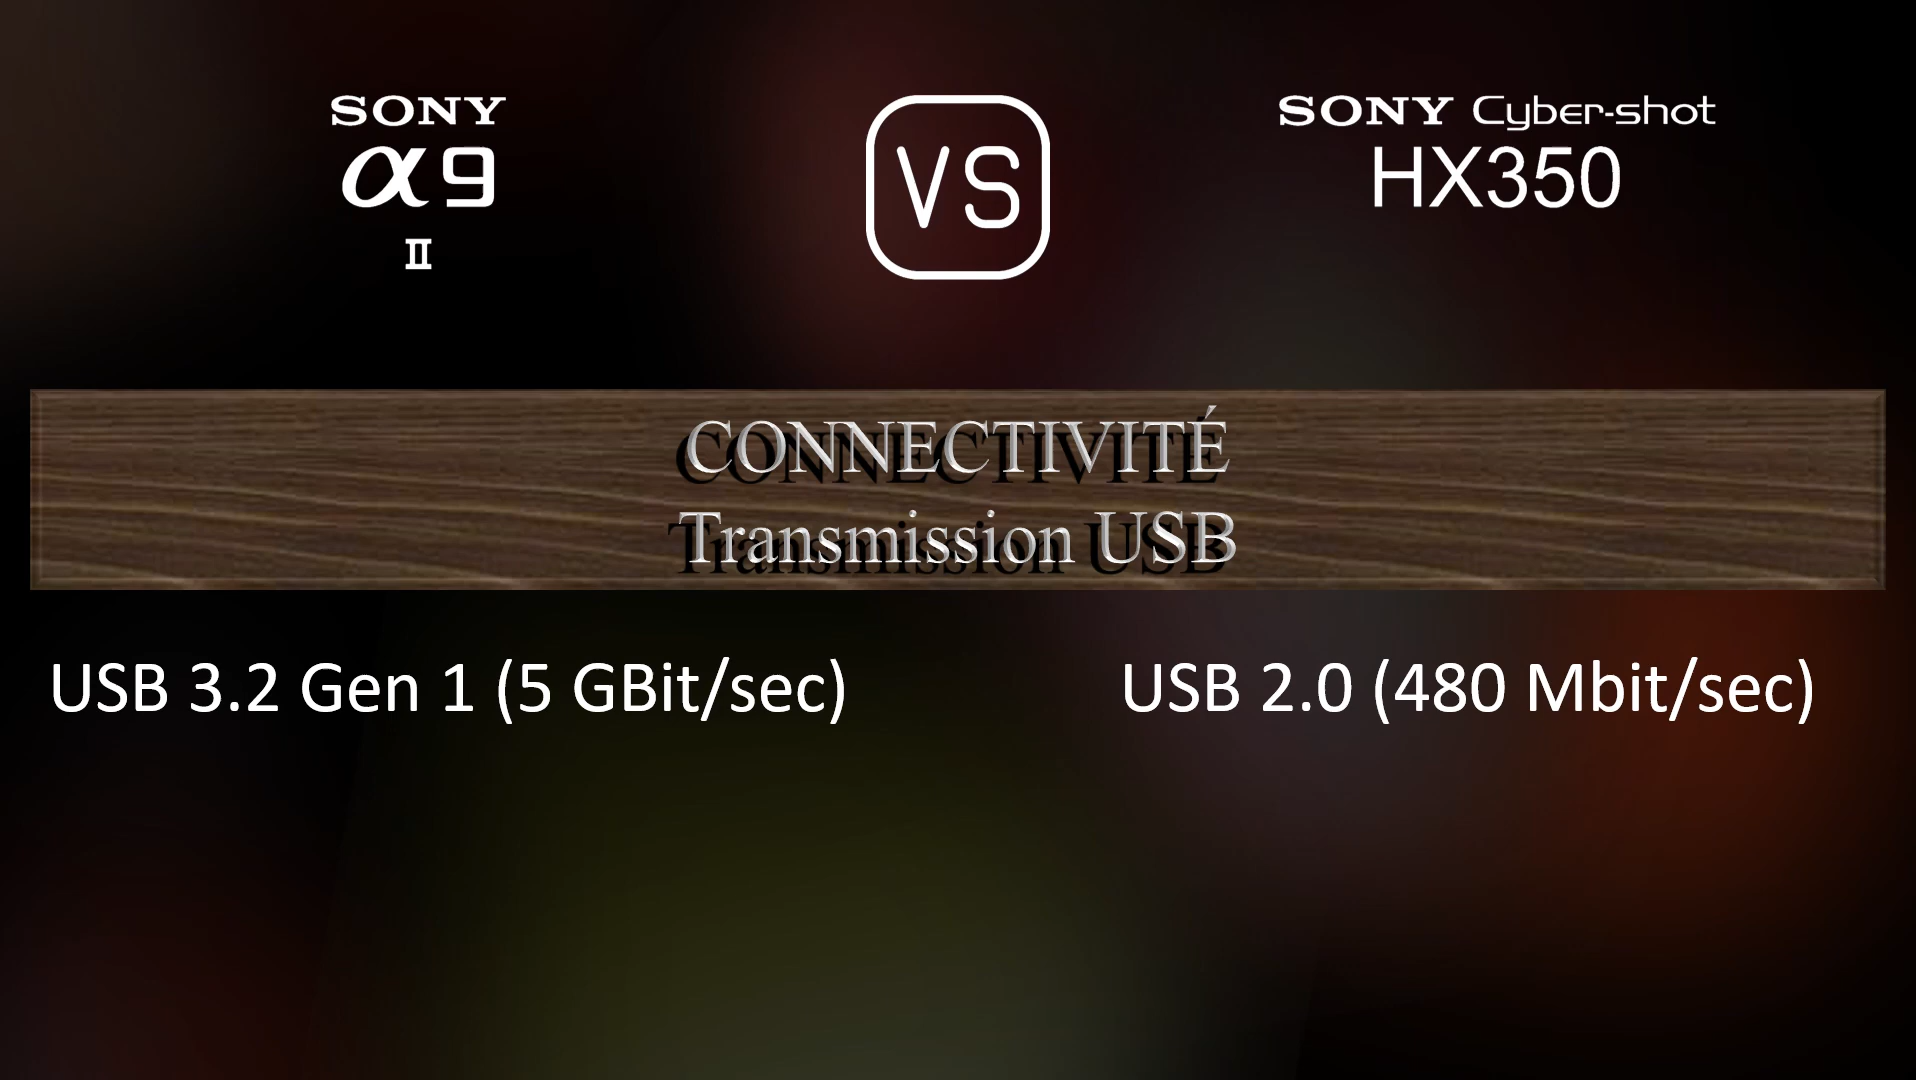 SONY
α9
II
VS
SONY Cyber-shot
HX350
CONNECTIVITÉ
Transmission USB
USB 3.2 Gen 1 (5 GBit/sec)
USB 2.0 (480 Mbit/sec)